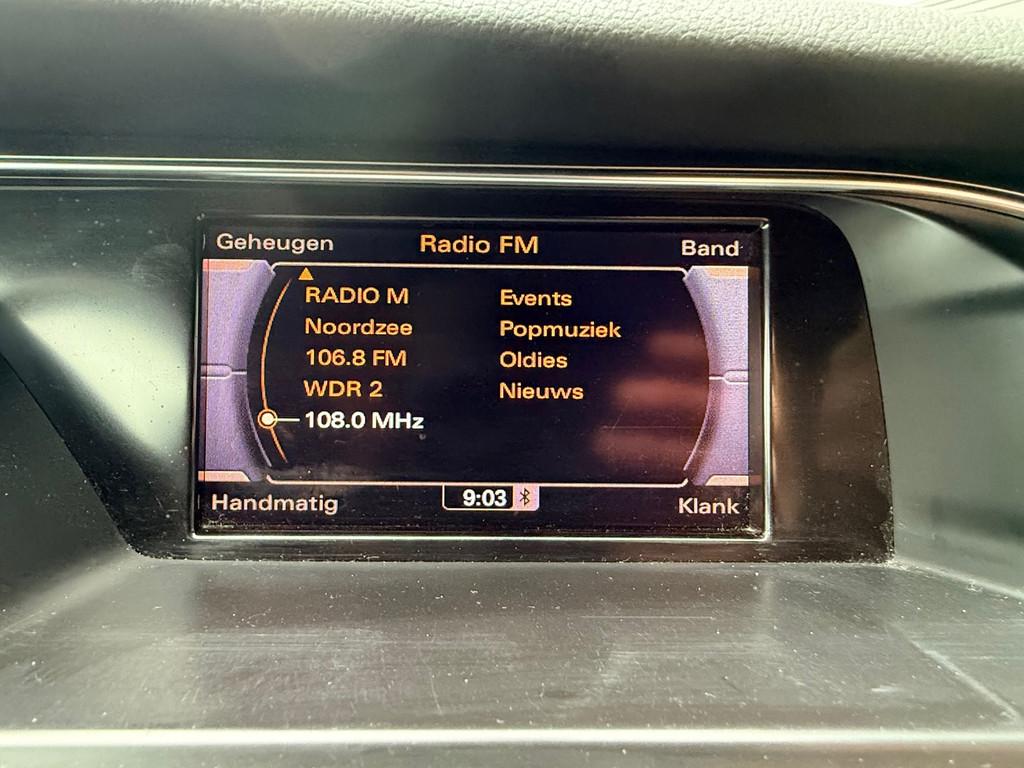 Geheugen Radio FM Band
RADIO M Events
Noordzee Popmuziek
106.8 FM Oldies
WDR 2 Nieuws
108.0 MHz
Handmatig 9:03 Klank